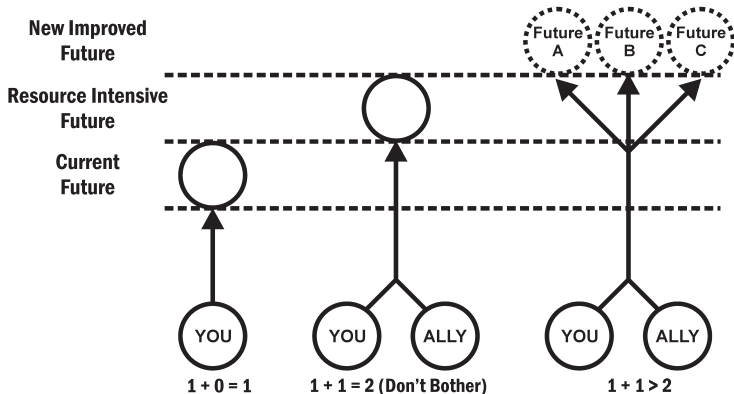 New Improved
Future
Future
A
Future
B
Future
C
Resource Intensive
Future
Current
Future
YOU
YOU
ALLY
YOU
ALLY
1 + 0 = 1
1 + 1 = 2 (Don't Bother)
1 + 1 > 2